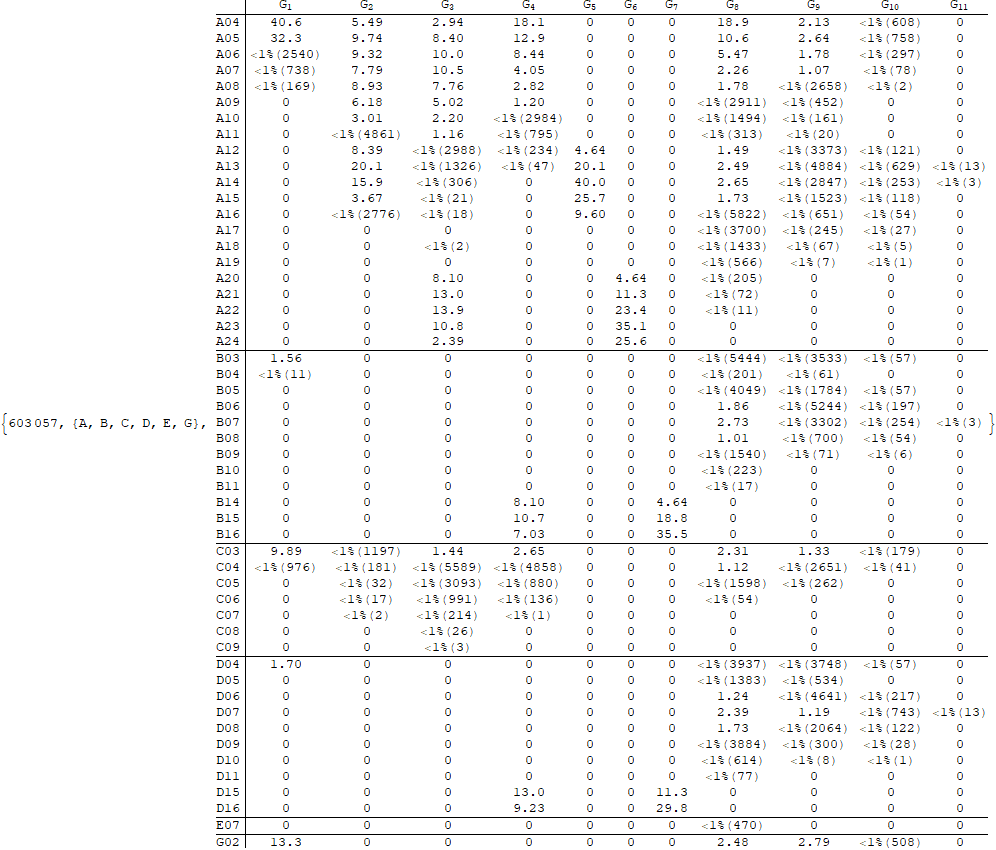 G1 G2 G3 G4 G5 G6 G7 G8 G9 G10 G11
A04 40.6 5.49 2.94 18.1 0 0 0 18.9 2.13 <1%(608) 0
A05 32.3 9.74 8.40 12.9 0 0 0 10.6 2.64 <1%(758) 0
A06 <1%(2540) 9.32 10.0 8.44 0 0 0 5.47 1.78 <1%(297) 0
A07 <1%(738) 7.79 10.5 4.05 0 0 0 2.26 1.07 <1%(78) 0
A08 <1%(169) 8.93 7.76 2.82 0 0 0 1.78 <1%(2658) <1%(2) 0
A09 0 6.18 5.02 1.20 0 0 0 <1%(2911) <1%(452) 0 0
A10 0 3.01 2.20 <1%(2984) 0 0 0 <1%(1494) <1%(161) 0 0
A11 0 <1%(4861) 1.16 <1%(795) 0 0 0 <1%(313) <1%(20) 0 0
A12 0 8.39 <1%(2988) <1%(234) 4.64 0 0 1.49 <1%(3373) <1%(121) 0
A13 0 20.1 <1%(1326) <1%(47) 20.1 0 0 2.49 <1%(4884) <1%(629) <1%(13)
A14 0 15.9 <1%(306) 0 40.0 0 0 2.65 <1%(2847) <1%(253) <1%(3)
A15 0 3.67 <1%(21) 0 25.7 0 0 1.73 <1%(1523) <1%(118) 0
A16 0 <1%(2776) <1%(18) 0 9.60 0 0 <1%(5822) <1%(651) <1%(54) 0
A17 0 0 0 0 0 0 0 <1%(3700) <1%(245) <1%(27) 0
A18 0 0 <1%(2) 0 0 0 0 <1%(1433) <1%(67) <1%(5) 0
A19 0 0 0 0 0 0 0 <1%(566) <1%(7) <1%(1) 0
A20 0 0 8.10 0 0 4.64 0 <1%(205) 0 0 0
A21 0 0 13.0 0 0 11.3 0 <1%(72) 0 0 0
A22 0 0 13.9 0 0 23.4 0 <1%(11) 0 0 0
A23 0 0 10.8 0 0 35.1 0 0 0 0 0
A24 0 0 2.39 0 0 25.6 0 0 0 0 0
B03 1.56 0 0 0 0 0 0 <1%(5444) <1%(3533) <1%(57) 0
B04 <1%(11) 0 0 0 0 0 0 <1%(201) <1%(61) 0 0
B05 0 0 0 0 0 0 0 <1%(4049) <1%(1784) <1%(57) 0
B06 0 0 0 0 0 0 0 1.86 <1%(5244) <1%(197) 0
{603057, {A, B, C, D, E, G}, B07 0 0 0 0 0 0 0 2.73 <1%(3302) <1%(254) <1%(3) }
B08 0 0 0 0 0 0 0 1.01 <1%(700) <1%(54) 0
B09 0 0 0 0 0 0 0 <1%(1540) <1%(71) <1%(6) 0
B10 0 0 0 0 0 0 0 <1%(223) 0 0 0
B11 0 0 0 0 0 0 0 <1%(17) 0 0 0
B14 0 0 0 8.10 0 0 4.64 0 0 0 0
B15 0 0 0 10.7 0 0 18.8 0 0 0 0
B16 0 0 0 7.03 0 0 35.5 0 0 0 0
C03 9.89 <1%(1197) 1.44 2.65 0 0 0 2.31 1.33 <1%(179) 0
C04 <1%(976) <1%(181) <1%(5589) <1%(4858) 0 0 0 1.12 <1%(2651) <1%(41) 0
C05 0 <1%(32) <1%(3093) <1%(880) 0 0 0 <1%(1598) <1%(262) 0 0
C06 0 <1%(17) <1%(991) <1%(136) 0 0 0 <1%(54) 0 0 0
C07 0 <1%(2) <1%(214) <1%(1) 0 0 0 0 0 0 0
C08 0 0 <1%(26) 0 0 0 0 0 0 0 0
C09 0 0 <1%(3) 0 0 0 0 0 0 0 0
D04 1.70 0 0 0 0 0 0 <1%(3937) <1%(3748) <1%(57) 0
D05 0 0 0 0 0 0 0 <1%(1383) <1%(534) 0 0
D06 0 0 0 0 0 0 0 1.24 <1%(4641) <1%(217) 0
D07 0 0 0 0 0 0 0 2.39 1.19 <1%(743) <1%(13)
D08 0 0 0 0 0 0 0 1.73 <1%(2064) <1%(122) 0
D09 0 0 0 0 0 0 0 <1%(3884) <1%(300) <1%(28) 0
D10 0 0 0 0 0 0 0 <1%(614) <1%(8) <1%(1) 0
D11 0 0 0 0 0 0 0 <1%(77) 0 0 0
D15 0 0 0 13.0 0 0 11.3 0 0 0 0
D16 0 0 0 9.23 0 0 29.8 0 0 0 0
E07 0 0 0 0 0 0 0 <1%(470) 0 0 0
G02 13.3 0 0 0 0 0 0 2.48 2.79 <1%(508) 0